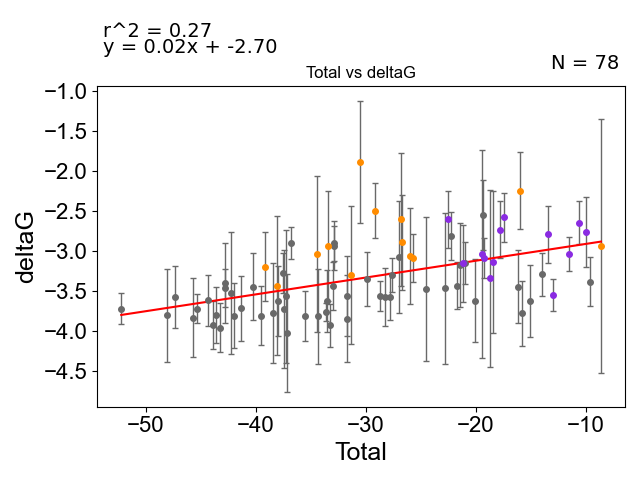 r^2 = 0.27
y = 0.02x + -2.70
N = 78
Total vs deltaG
−1.0
−1.5
−2.0
−2.5
−3.0
−3.5
−4.0
−4.5
deltaG
−50
−40
−30
−20
−10
Total